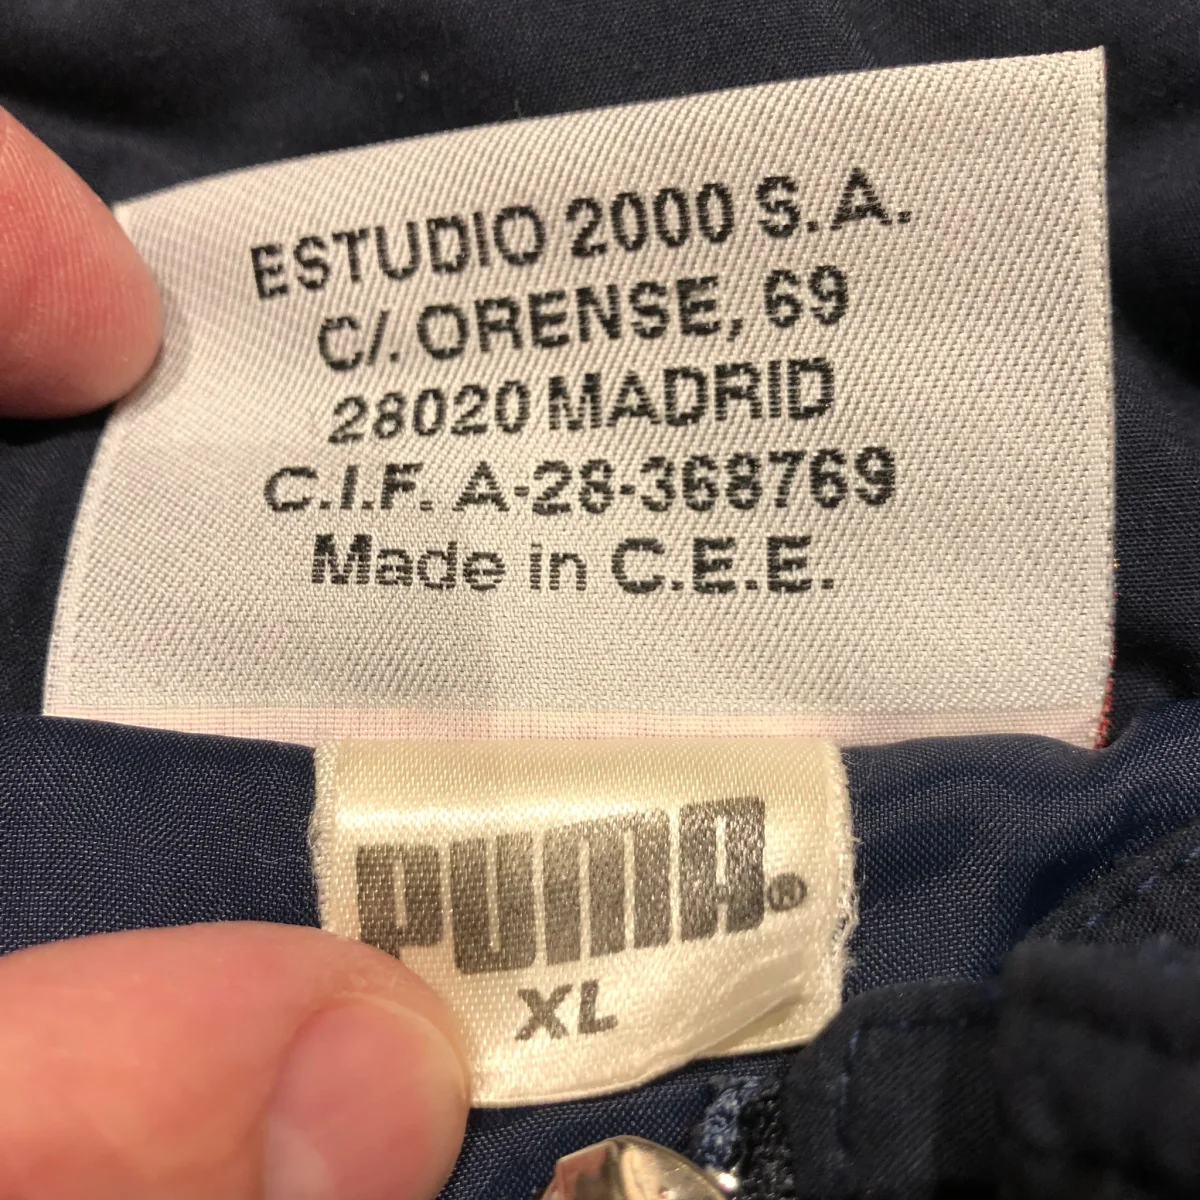 ESTUDIO 2000 S.A.
C/. ORENSE, 69
28020 MADRID
C.I.F. A-28-368769
Made in C.E.E.
PUMA®
XL